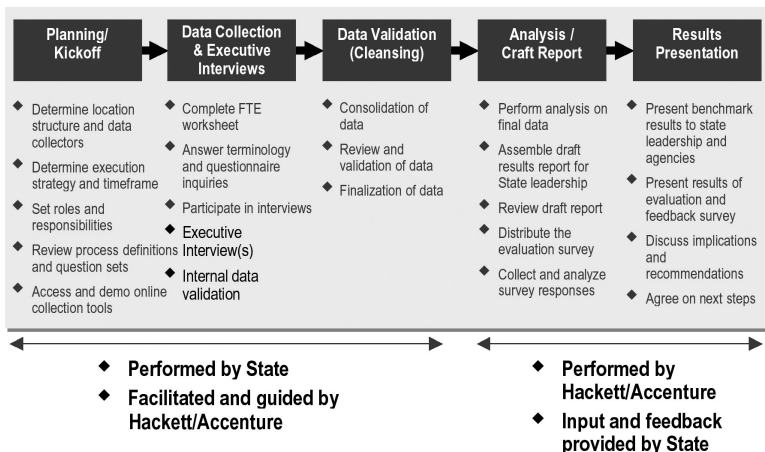 Planning/
Kickoff
Data Collection
& Executive
Interviews
Data Validation
(Cleansing)
Analysis /
Craft Report
Results
Presentation
◆ Determine location
structure and data
collectors
◆ Determine execution
strategy and timeframe
◆ Set roles and
responsibilities
◆ Review process definitions
and question sets
◆ Access and demo online
collection tools
◆ Complete FTE
worksheet
◆ Answer terminology
and questionnaire
inquiries
◆ Participate in interviews
◆ Executive
Interview(s)
◆ Internal data
validation
◆ Consolidation of
data
◆ Review and
validation of data
◆ Finalization of data
◆ Perform analysis on
final data
◆ Assemble draft
results report for
State leadership
◆ Review draft report
◆ Distribute the
evaluation survey
◆ Collect and analyze
survey responses
◆ Present benchmark
results to state
leadership and
agencies
◆ Present results of
evaluation and
feedback survey
◆ Discuss implications
and
recommendations
◆ Agree on next steps
◆ Performed by State
◆ Facilitated and guided by
Hackett/Accenture
◆ Performed by
Hackett/Accenture
◆ Input and feedback
provided by State